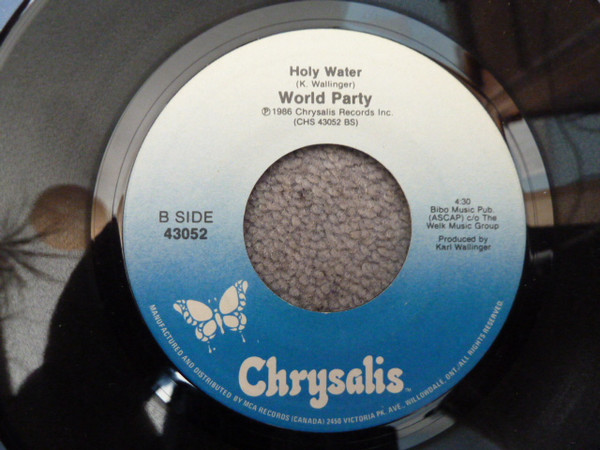 Holy Water
(K. Wallinger)
World Party
℗1986 Chrysalis Records Inc.
(CHS 43052 BS)
B SIDE
43052
4:30
Bibo Music Pub.
(ASCAP) c/o The
Welk Music Group
Produced by
Karl Wallinger
Chrysalis™
MANUFACTURED AND DISTRIBUTED BY MCA RECORDS (CANADA) 2450 VICTORIA PK. AVE., WILLOWDALE, ONT.-ALL RIGHTS RESERVED.